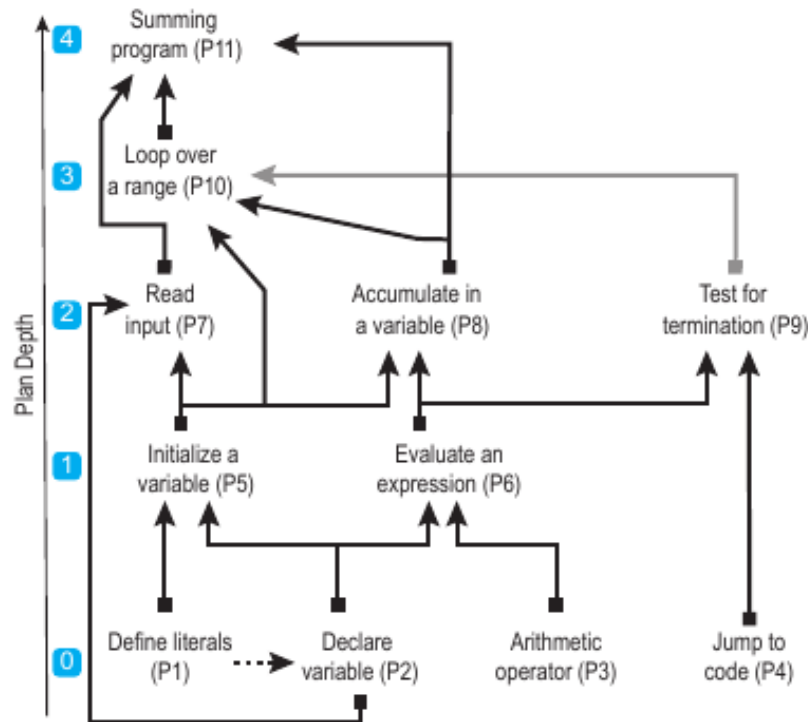 4
Summing
program (P11)
3
Loop over
a range (P10)
2
Read
input (P7)
Accumulate in
a variable (P8)
Test for
termination (P9)
Plan Depth
1
Initialize a
variable (P5)
Evaluate an
expression (P6)
0
Define literals
(P1)
Declare
variable (P2)
Arithmetic
operator (P3)
Jump to
code (P4)